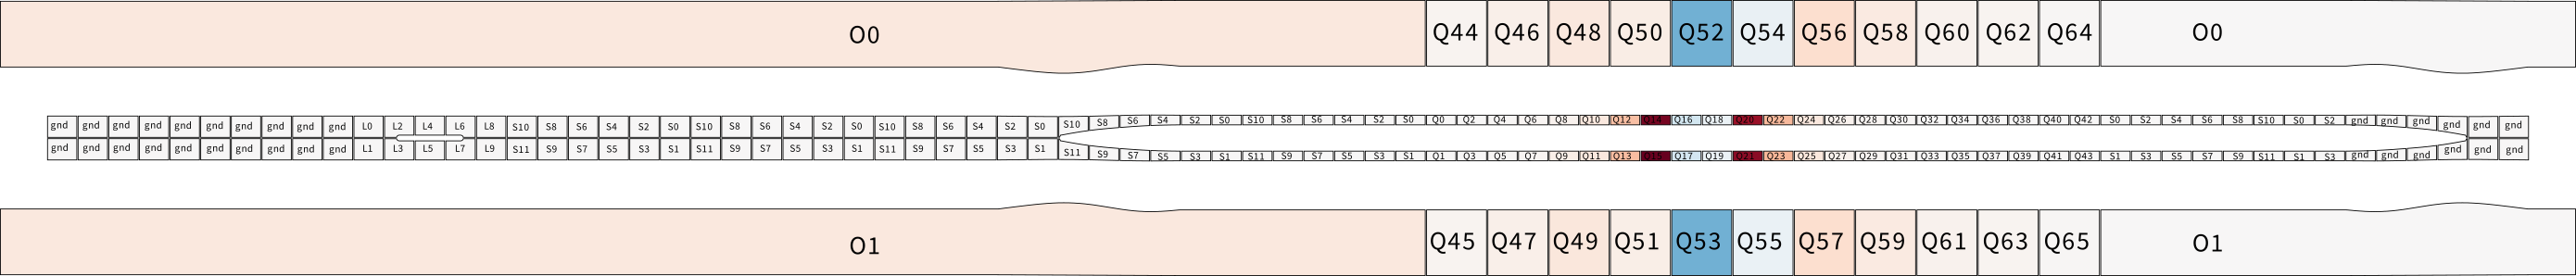 O0 Q44 Q46 Q48 Q50 Q52 Q54 Q56 Q58 Q60 Q62 Q64 O0
gnd gnd gnd gnd gnd gnd gnd gnd gnd gnd L0 L2 L4 L6 L8 S10 S8 S6 S4 S2 S0 S10 S8 S6 S4 S2 S0 S10 S8 S6 S4 S2 S0 S10 S8 S6 S4 S2 S0 S10 S8 S6 S4 S2 S0 Q0 Q2 Q4 Q6 Q8 Q10 Q12 Q14 Q16 Q18 Q20 Q22 Q24 Q26 Q28 Q30 Q32 Q34 Q36 Q38 Q40 Q42 S0 S2 S4 S6 S8 S10 S0 S2 gnd gnd gnd gnd gnd gnd
gnd gnd gnd gnd gnd gnd gnd gnd gnd gnd L1 L3 L5 L7 L9 S11 S9 S7 S5 S3 S1 S11 S9 S7 S5 S3 S1 S11 S9 S7 S5 S3 S1 S11 S9 S7 S5 S3 S1 S11 S9 S7 S5 S3 S1 Q1 Q3 Q5 Q7 Q9 Q11 Q13 Q15 Q17 Q19 Q21 Q23 Q25 Q27 Q29 Q31 Q33 Q35 Q37 Q39 Q41 Q43 S1 S3 S5 S7 S9 S11 S1 S3 gnd gnd gnd gnd gnd gnd
O1 Q45 Q47 Q49 Q51 Q53 Q55 Q57 Q59 Q61 Q63 Q65 O1